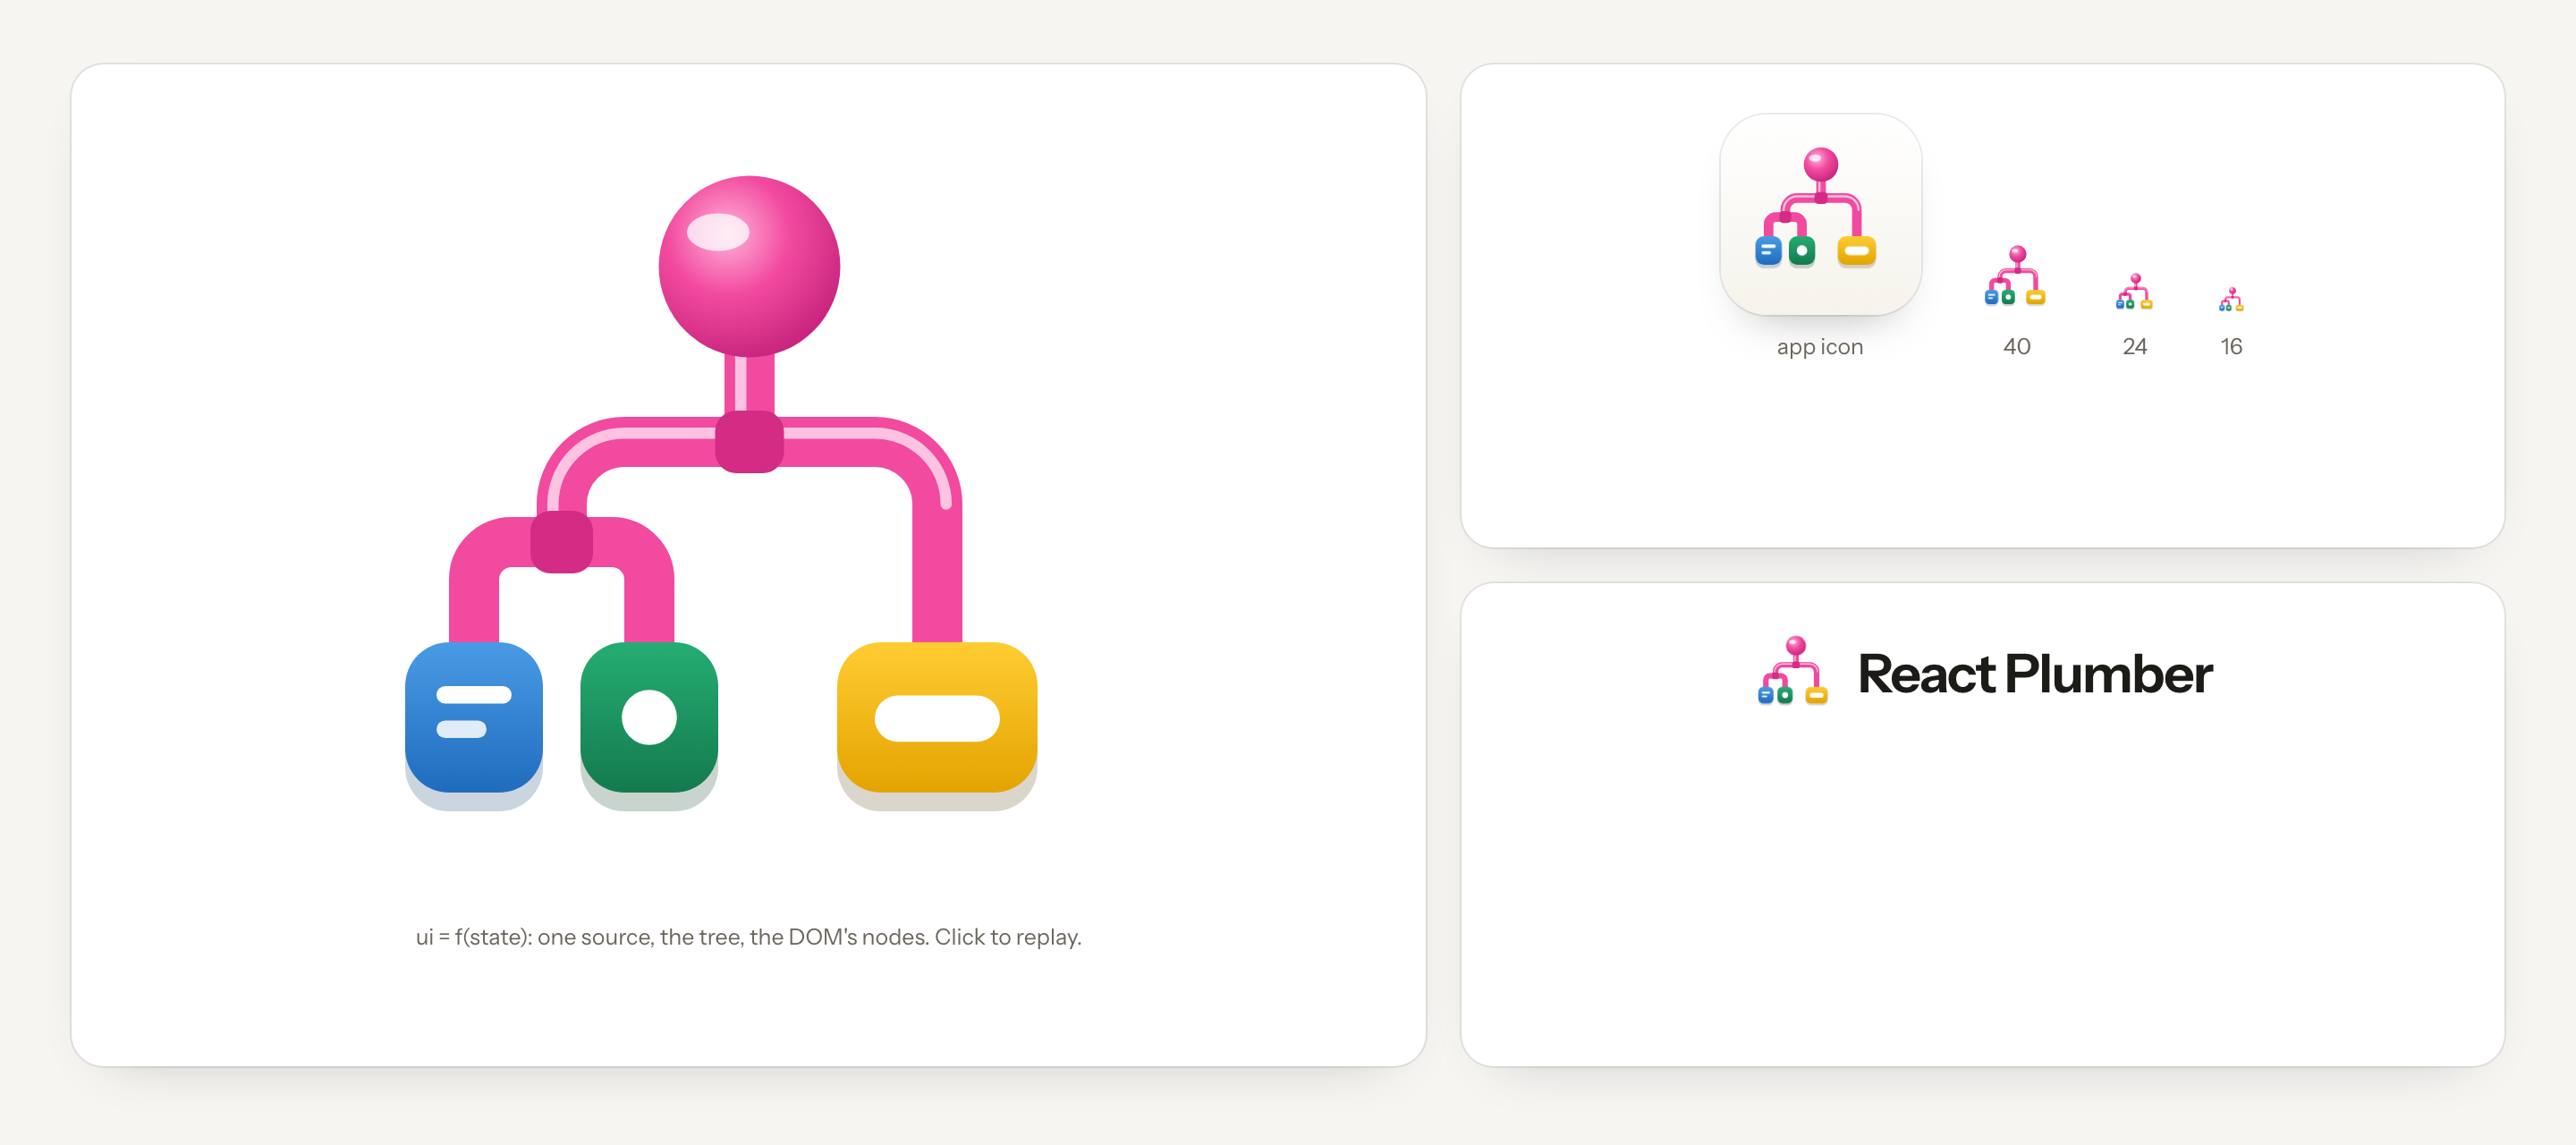 ui = f(state): one source, the tree, the DOM's nodes. Click to replay.
app icon
40
24
16
React Plumber